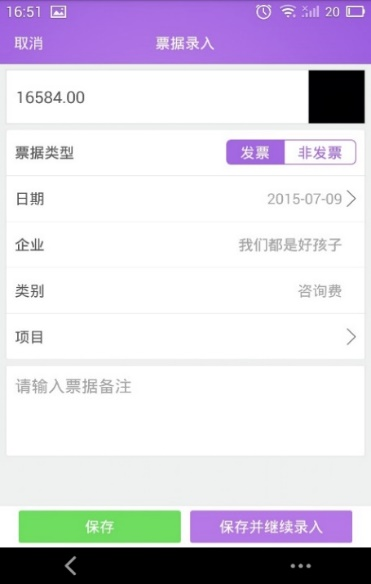 16:51 20
取消 票据录入
16584.00
票据类型 发票 非发票
日期 2015-07-09
企业 我们都是好孩子
类别 咨询费
项目
请输入票据备注
保存 保存并继续录入